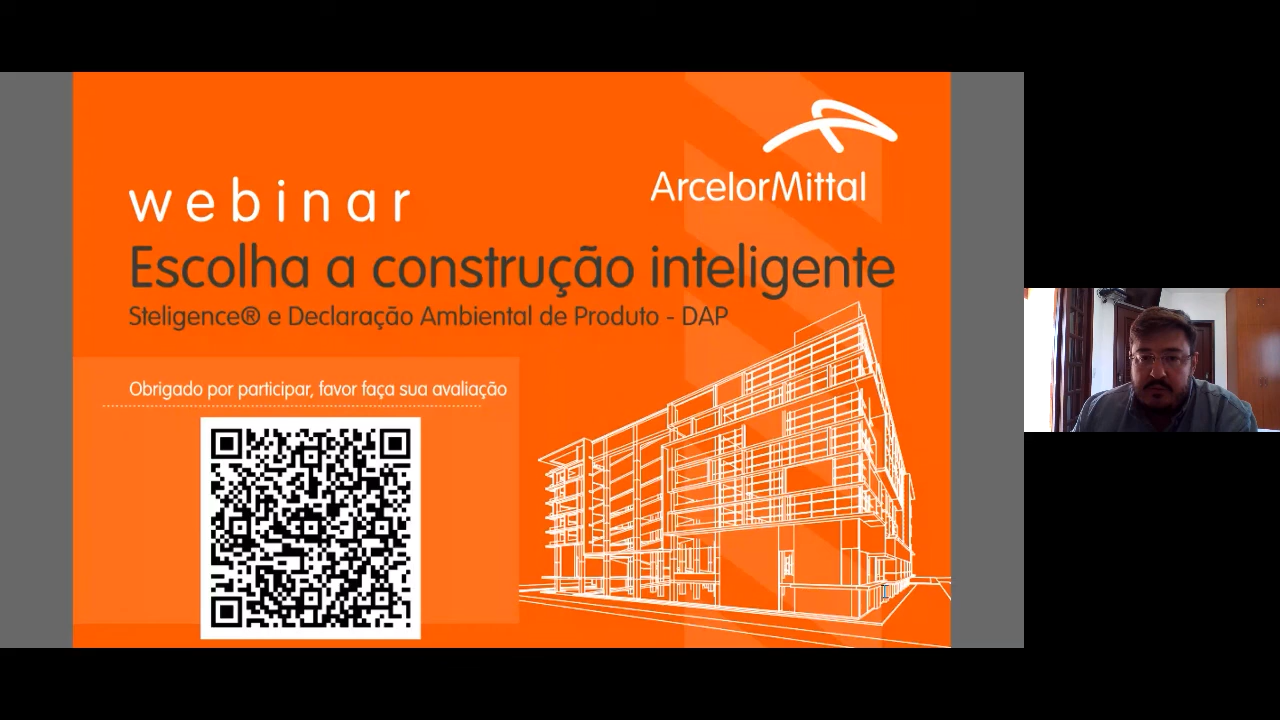 ArcelorMittal
webinar
Escolha a construção inteligente
Steligence® e Declaração Ambiental de Produto - DAP
Obrigado por participar, favor faça sua avaliação